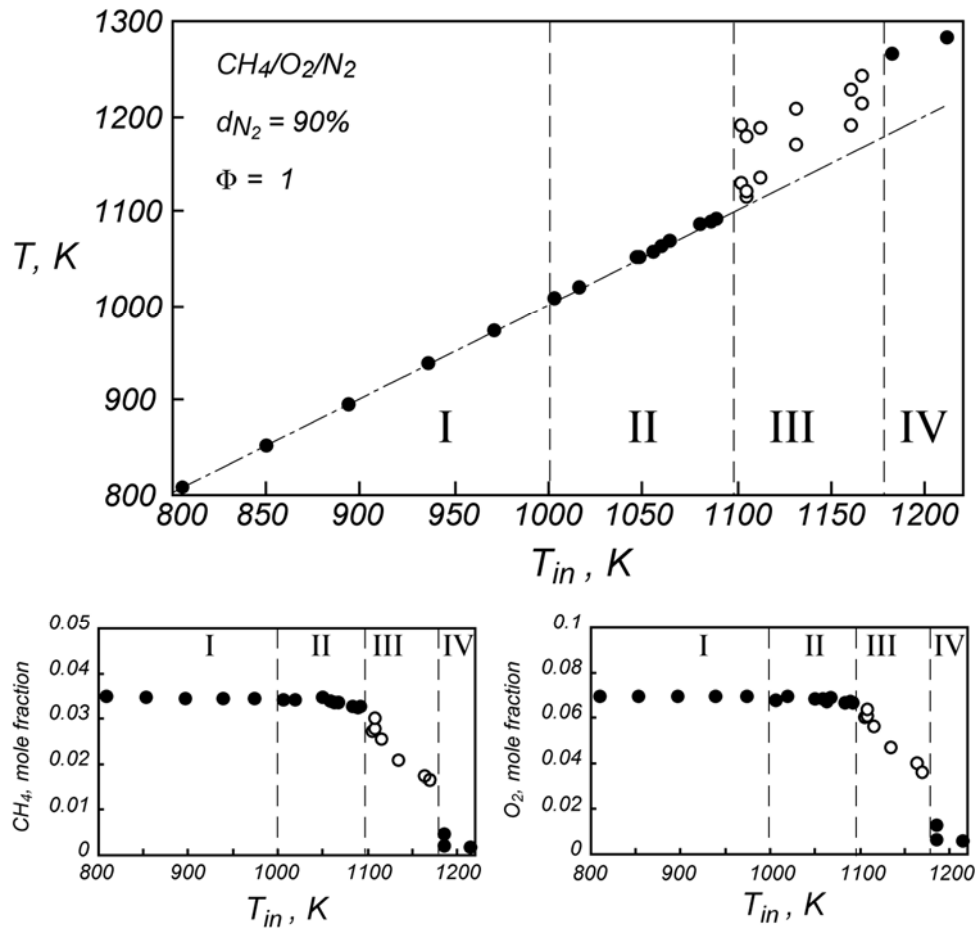 1300
1200
1100
1000
900
800
T, K
CH4/O2/N2
dN2 = 90%
Φ = 1
I II III IV
800 850 900 950 1000 1050 1100 1150 1200
Tin , K
0.05
0.04
0.03
0.02
0.01
0
CH4, mole fraction
I II III IV
800 900 1000 1100 1200
Tin , K
0.1
0.08
0.06
0.04
0.02
0
O2, mole fraction
I II III IV
800 900 1000 1100 1200
Tin , K